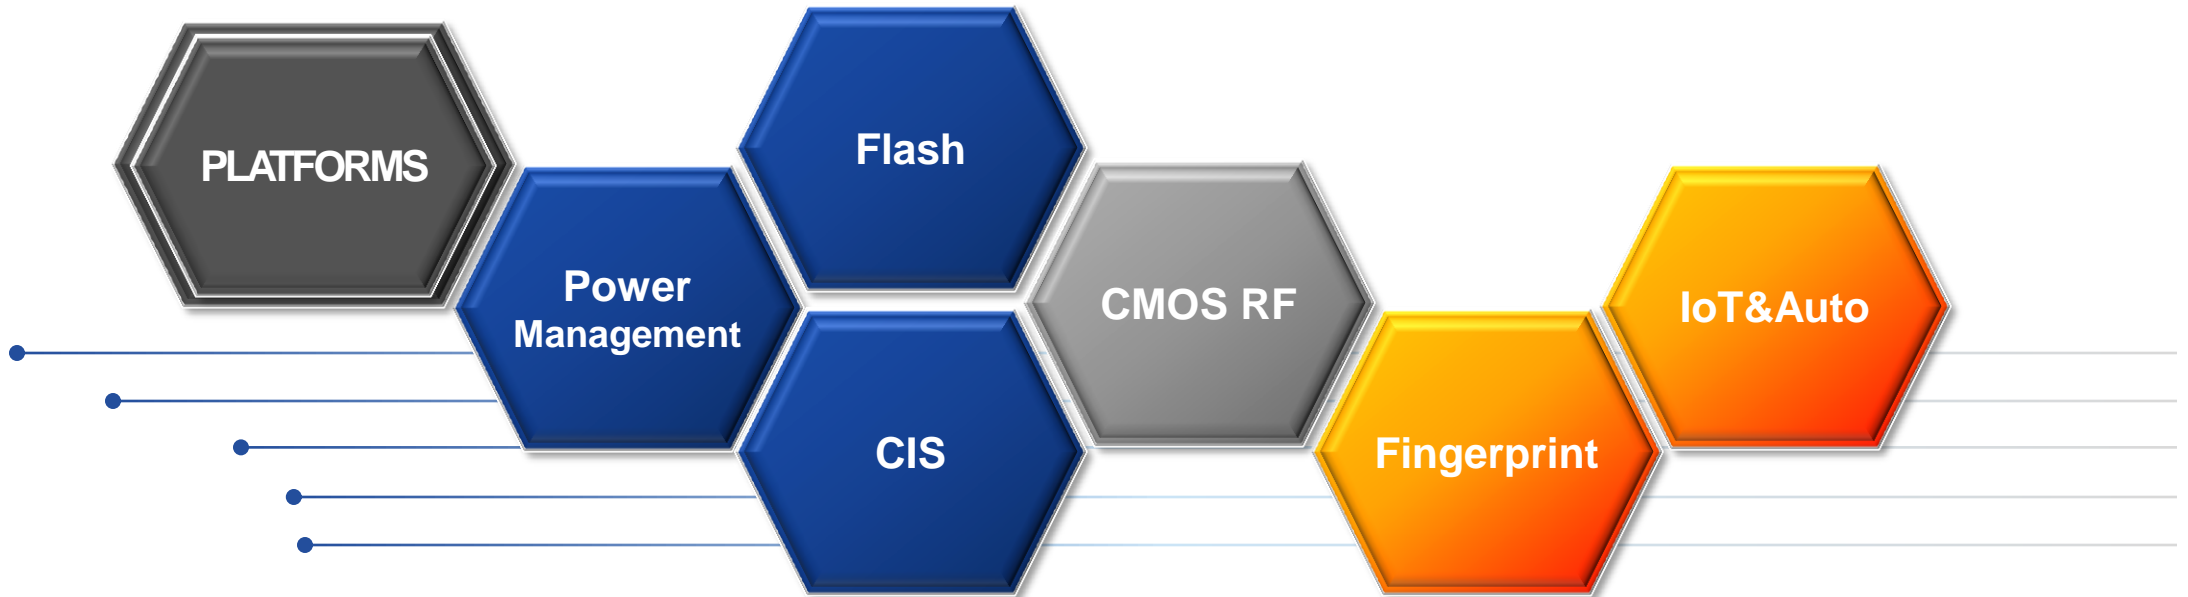 PLATFORMS
Power
Management
Flash
CIS
CMOS RF
Fingerprint
IoT&Auto